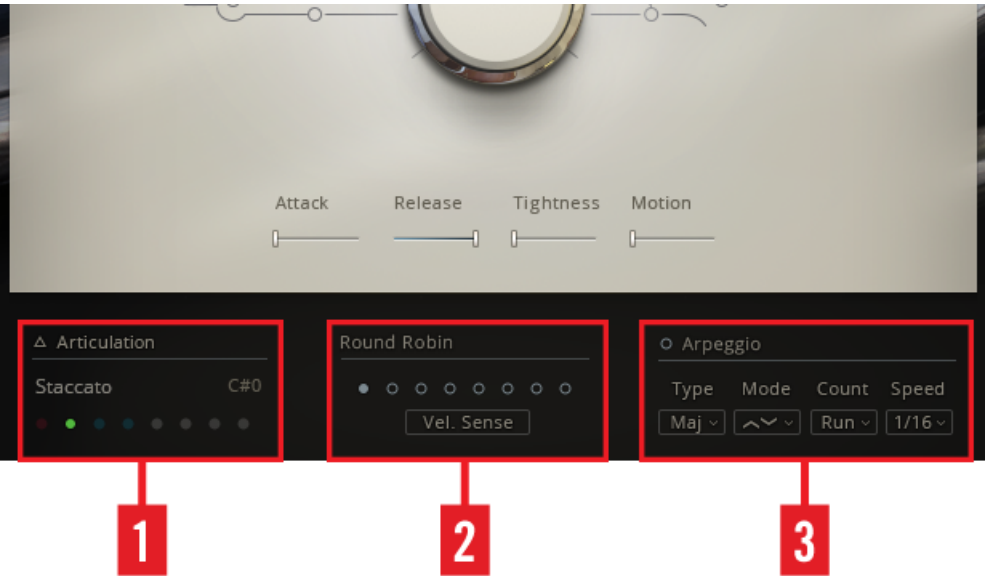 Attack Release Tightness Motion
Articulation
Staccato C#0
Round Robin
Vel. Sense
Arpeggio
Type Mode Count Speed
Maj Run 1/16
1 2 3